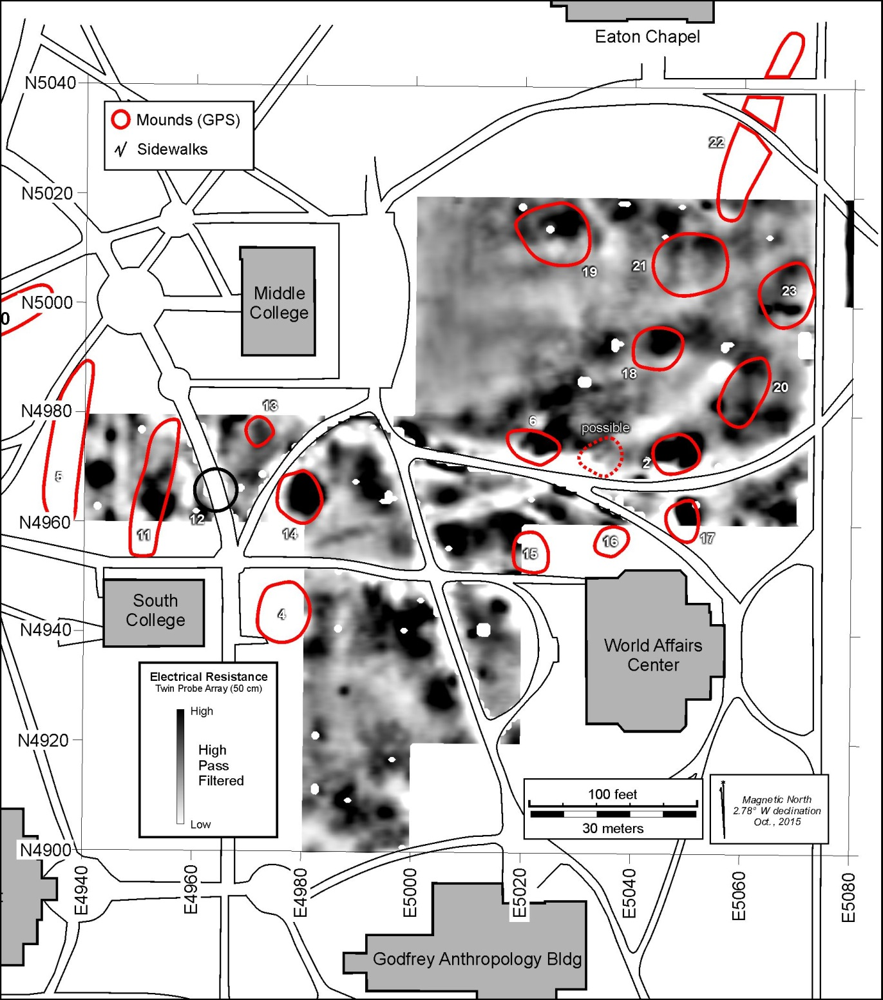 Eaton Chapel
N5040
Mounds (GPS)
Sidewalks
22
N5020
19
21
23
Middle
College
N5000
0
18
20
13
N4980
6
possible
2
5
12
N4960
11
14
15
16
17
South
College
4
N4940
World Affairs
Center
Electrical Resistance
Twin Probe Array (50 cm)
High
High
Pass
Filtered
Low
N4920
100 feet
30 meters
Magnetic North
2.78° W declination
Oct., 2015
N4900
E4940
E4960
E4980
E5000
E5020
E5040
E5060
E5080
Godfrey Anthropology Bldg